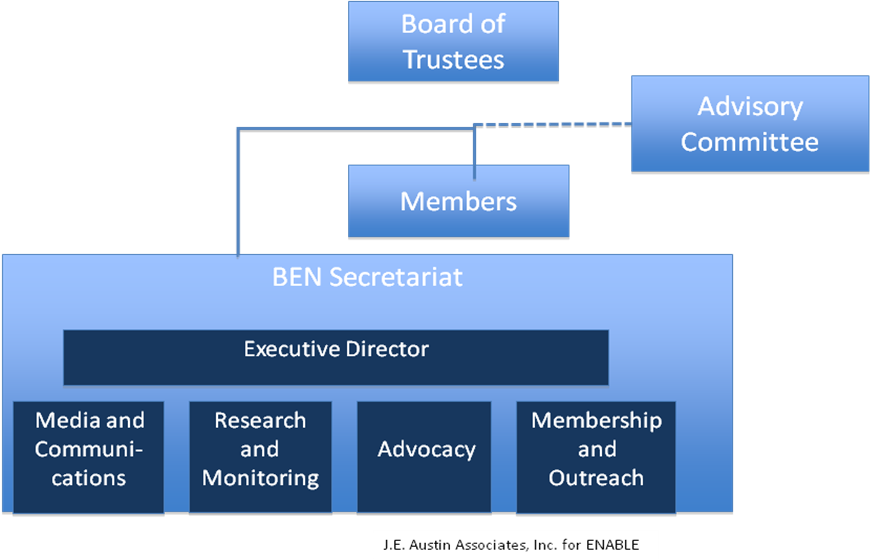 Board of
Trustees
Advisory
Committee
Members
BEN Secretariat
Executive Director
Media and
Communi-
cations
Research
and
Monitoring
Advocacy
Membership
and
Outreach
J.E. Austin Associates, Inc. for ENABLE